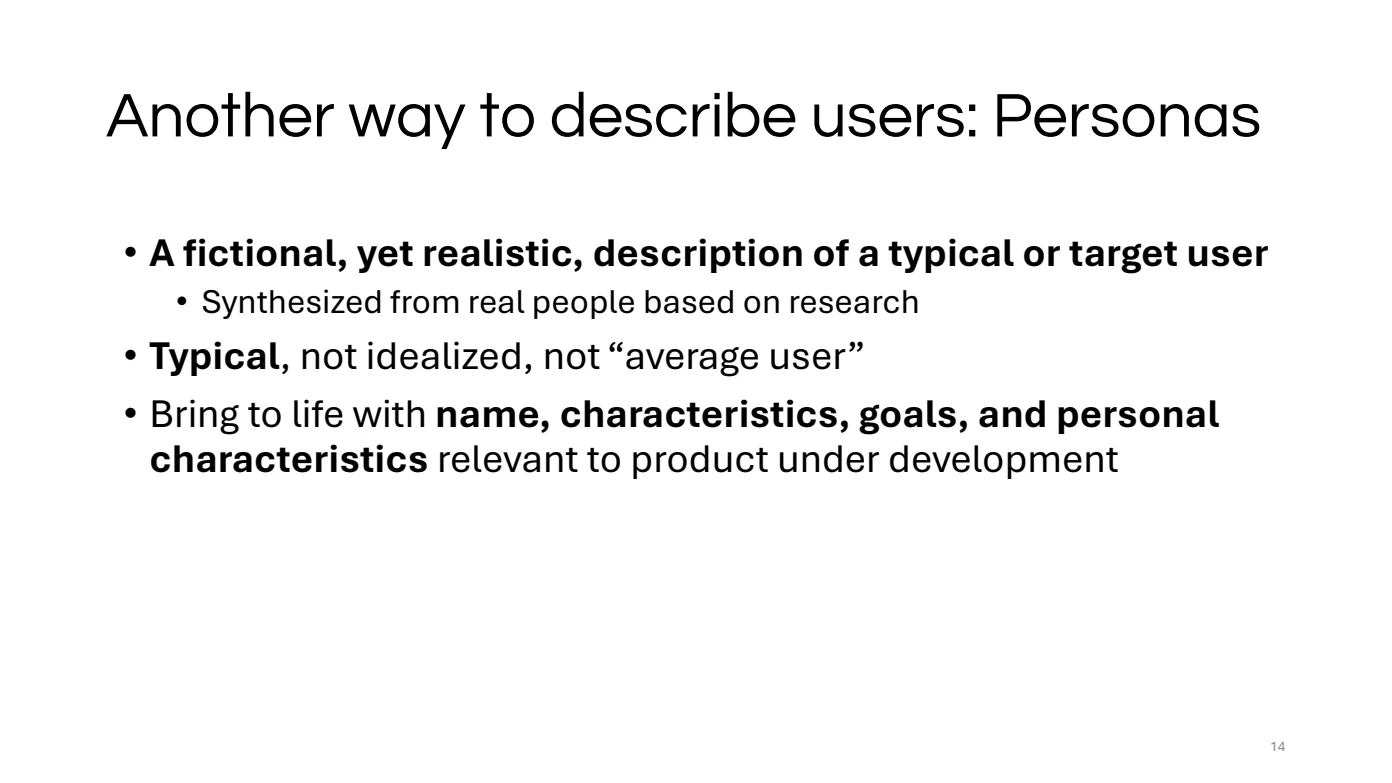 Another way to describe users: Personas
• A fictional, yet realistic, description of a typical or target user
• Synthesized from real people based on research
• Typical, not idealized, not “average user”
• Bring to life with name, characteristics, goals, and personal
characteristics relevant to product under development
14